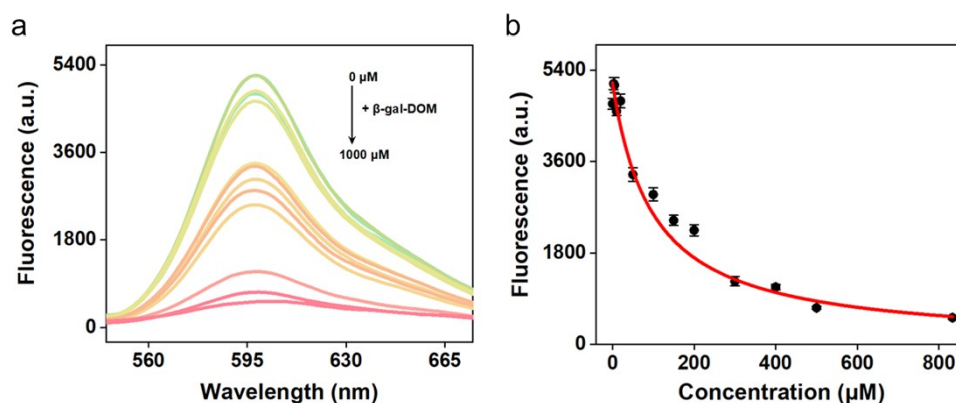 a
5400
3600
1800
0
Fluorescence (a.u.)
0 μM
+ β-gal-DOM
1000 μM
560
595
630
665
Wavelength (nm)
b
5400
3600
1800
0
Fluorescence (a.u.)
0
200
400
600
800
Concentration (μM)